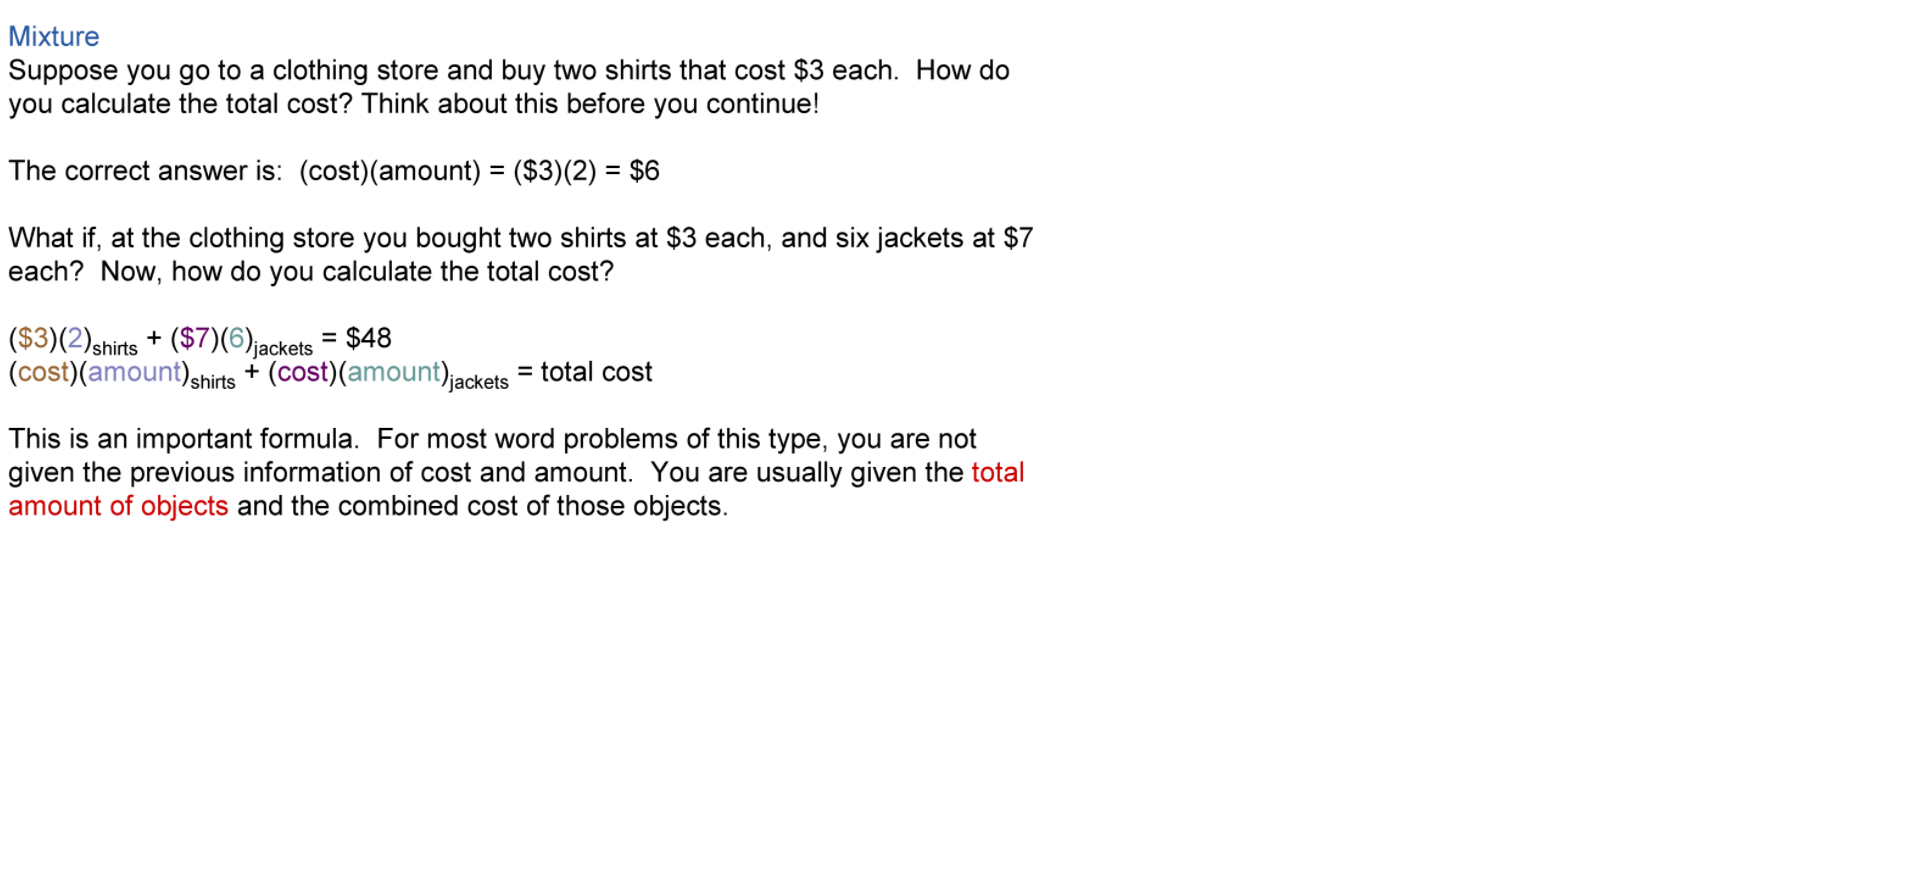 Mixture
Suppose you go to a clothing store and buy two shirts that cost $3 each.  How do
you calculate the total cost? Think about this before you continue!
The correct answer is:  (cost)(amount) = ($3)(2) = $6
What if, at the clothing store you bought two shirts at $3 each, and six jackets at $7
each?  Now, how do you calculate the total cost?
($3)(2)shirts + ($7)(6)jackets = $48
(cost)(amount)shirts + (cost)(amount)jackets = total cost
This is an important formula.  For most word problems of this type, you are not
given the previous information of cost and amount.  You are usually given the total
amount of objects and the combined cost of those objects.